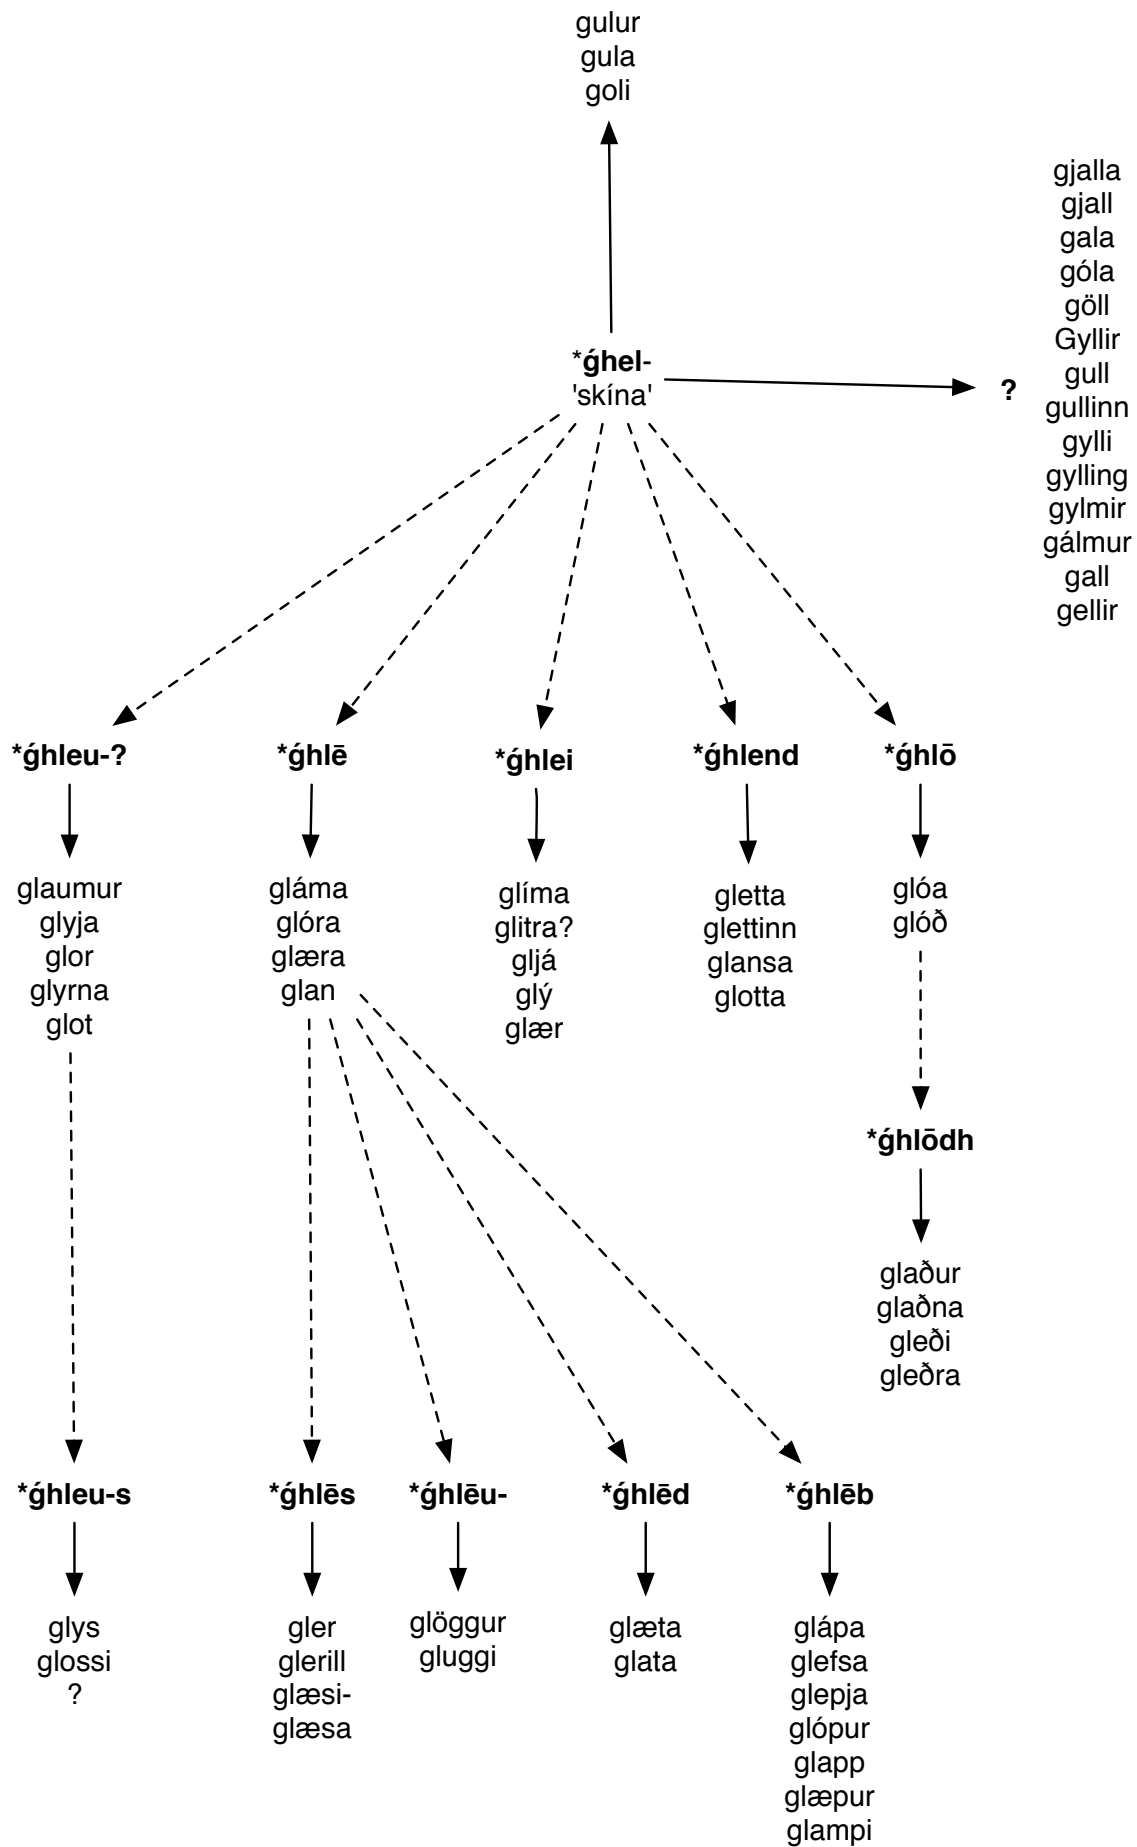 gulur
gula
goli
gjalla
gjall
gala
góla
göll
Gyllir
gull
gullinn
gylli
gylling
gylmir
gálmur
gall
gellir
*ǵhel-
'skína'
?
*ǵhleu-?
*ǵhlē
*ǵhlei
*ǵhlend
*ǵhlō
glaumur
glyja
glor
glyrna
glot
gláma
glóra
glæra
glan
glíma
glitra?
gljá
glý
glær
gletta
glettinn
glansa
glotta
glóa
glóð
*ǵhlōdh
glaður
glaðna
gleði
gleðra
*ǵhleu-s
*ǵhlēs
*ǵhlēu-
*ǵhlēd
*ǵhlēb
glys
glossi
?
gler
glerill
glæsi-
glæsa
glöggur
gluggi
glæta
glata
glápa
glefsa
glepja
glópur
glapp
glæpur
glampi